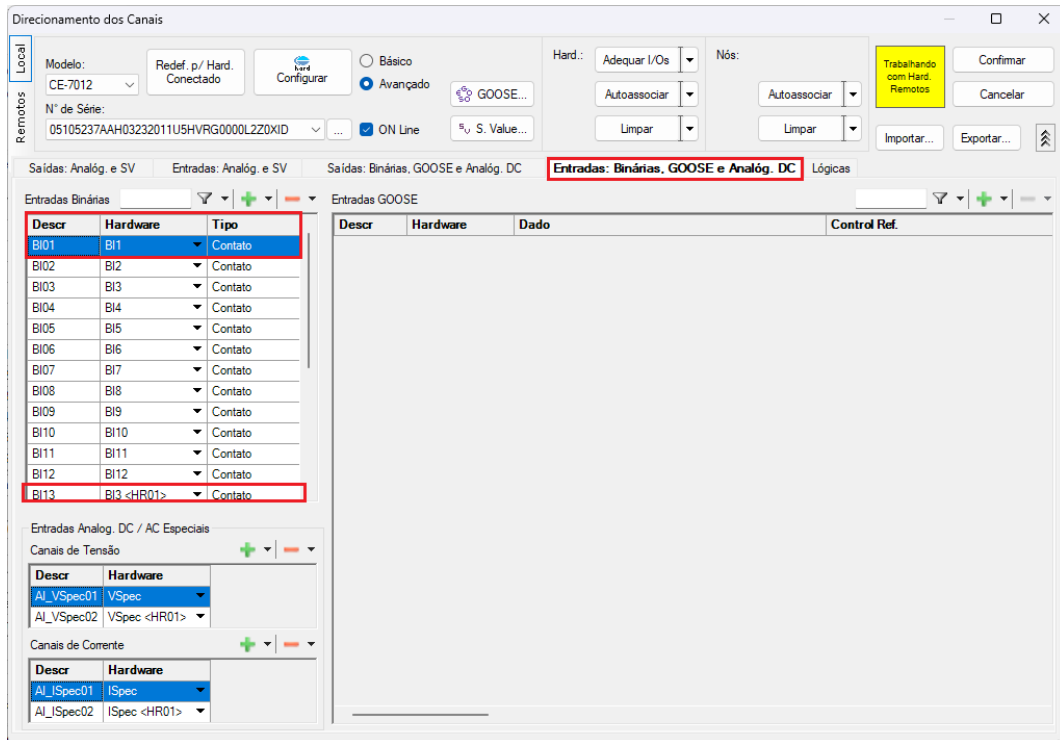 Direcionamento dos Canais
Local
Remotos
Modelo:
CE-7012
Redef. p/ Hard. Conectado
hard
Configurar
Básico
Avançado
ON Line
GOOSE...
S. Value...
N° de Série:
05105237AAH03232011U5HVRG0000L2Z0XID
...
Hard.:
Adequar I/Os
Autoassociar
Limpar
Nós:
Autoassociar
Limpar
Trabalhando
com Hard.
Remotos
Confirmar
Cancelar
Importar...
Exportar...
Saídas: Analóg. e SV
Entradas: Analóg. e SV
Saídas: Binárias, GOOSE e Analóg. DC
Entradas: Binárias, GOOSE e Analóg. DC
Lógicas
Entradas Binárias
Descr Hardware Tipo
BI01 BI1 Contato
BI02 BI2 Contato
BI03 BI3 Contato
BI04 BI4 Contato
BI05 BI5 Contato
BI06 BI6 Contato
BI07 BI7 Contato
BI08 BI8 Contato
BI09 BI9 Contato
BI10 BI10 Contato
BI11 BI11 Contato
BI12 BI12 Contato
BI13 BI3 <HR01> Contato
Entradas GOOSE
Descr Hardware Dado Control Ref.
Entradas Analog. DC / AC Especiais
Canais de Tensão
Descr Hardware
AI_VSpec01 VSpec
AI_VSpec02 VSpec <HR01>
Canais de Corrente
Descr Hardware
AI_ISpec01 ISpec
AI_ISpec02 ISpec <HR01>